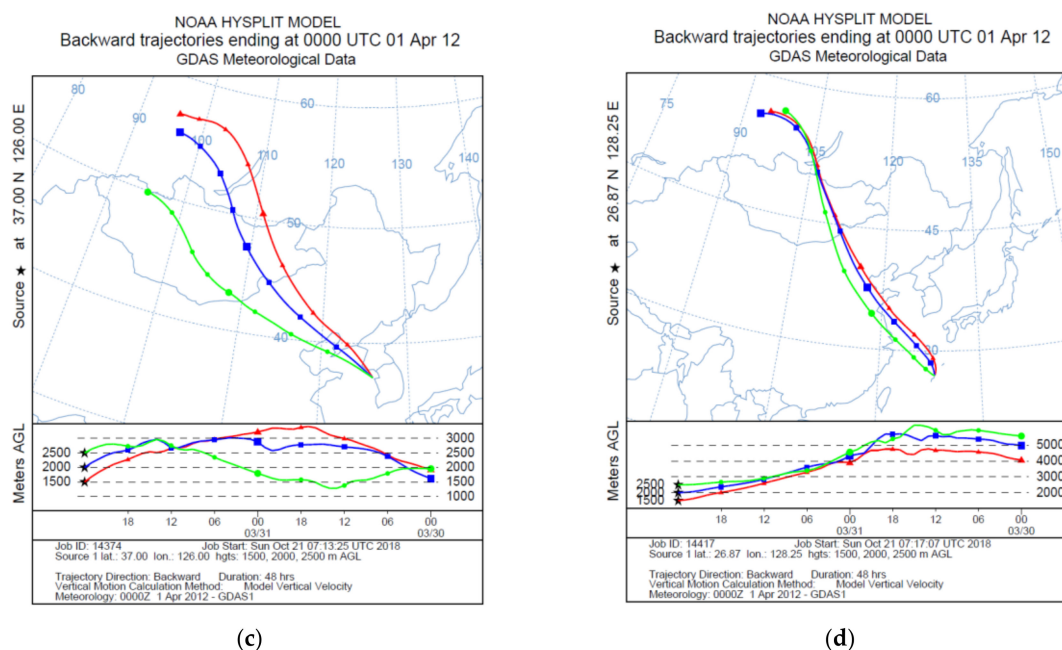 NOAA HYSPLIT MODEL
Backward trajectories ending at 0000 UTC 01 Apr 12
GDAS Meteorological Data
Source ★ at 37.00 N 126.00 E
80
90
100
110
120
130
140
60
50
40
Meters AGL
2500
2000
1500
3000
2500
2000
1500
1000
18 12 06 00 18 12 06 00
03/31 03/30
Job ID: 14374 Job Start: Sun Oct 21 07:13:25 UTC 2018
Source 1 lat.: 37.00 lon.: 126.00 hgts: 1500, 2000, 2500 m AGL
Trajectory Direction: Backward Duration: 48 hrs
Vertical Motion Calculation Method: Model Vertical Velocity
Meteorology: 0000Z 1 Apr 2012 - GDAS1
(c)
NOAA HYSPLIT MODEL
Backward trajectories ending at 0000 UTC 01 Apr 12
GDAS Meteorological Data
Source ★ at 26.87 N 128.25 E
75
90
105
120
135
150
60
45
30
Meters AGL
2500
2000
1500
5000
4000
3000
2000
18 12 06 00 18 12 06 00
03/31 03/30
Job ID: 14417 Job Start: Sun Oct 21 07:17:07 UTC 2018
Source 1 lat.: 26.87 lon.: 128.25 hgts: 1500, 2000, 2500 m AGL
Trajectory Direction: Backward Duration: 48 hrs
Vertical Motion Calculation Method: Model Vertical Velocity
Meteorology: 0000Z 1 Apr 2012 - GDAS1
(d)